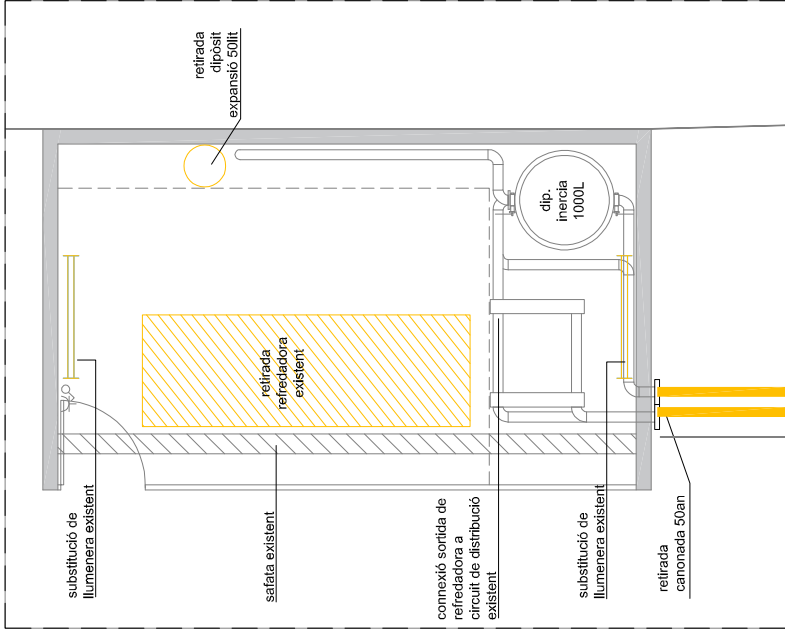 retirada
dipòsit
expansió 50lit
dip.
inercia
1000L
retirada
refredadora
existent
substitució de
llumenera existent
safata existent
connexió sortida de
refredadora a
circuit de distribució
existent
substitució de
llumenera existent
retirada
canonada 50an